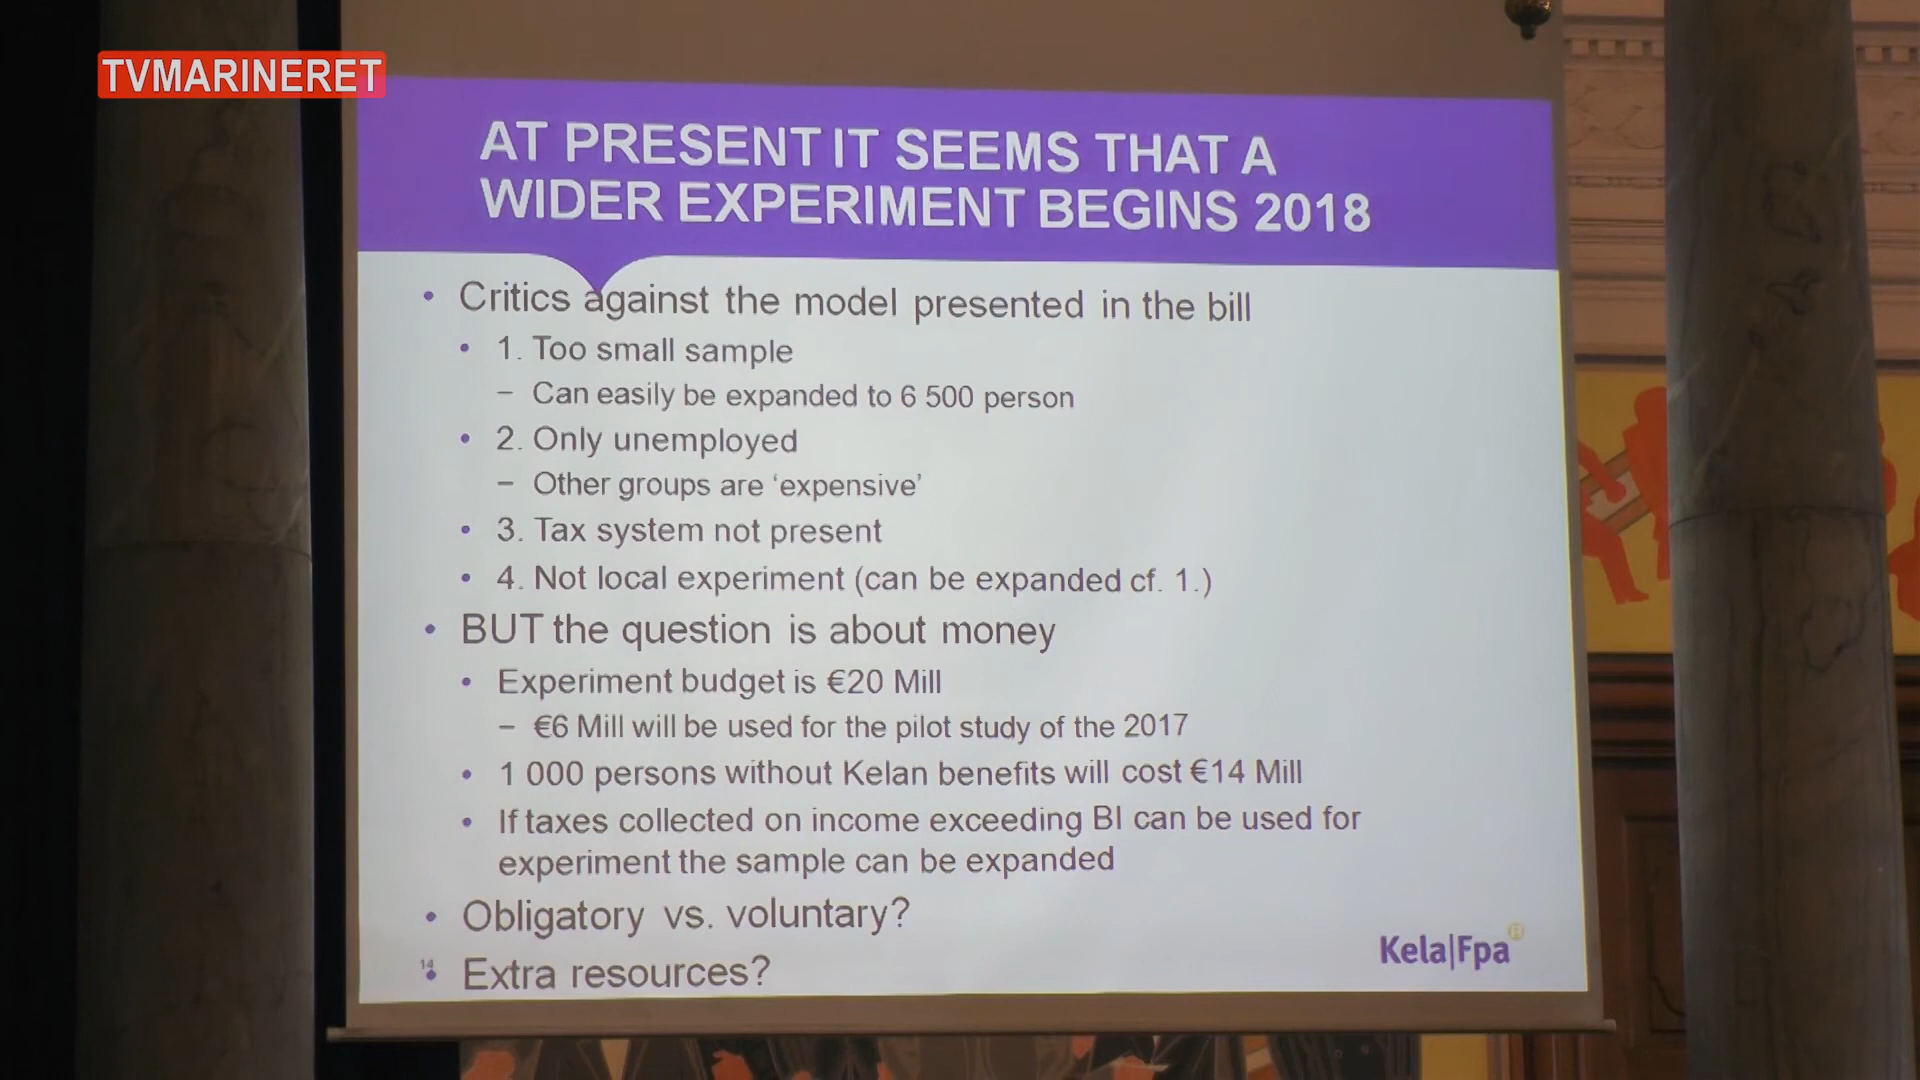 TVMARINERET
AT PRESENT IT SEEMS THAT A
WIDER EXPERIMENT BEGINS 2018
• Critics against the model presented in the bill
• 1. Too small sample
– Can easily be expanded to 6 500 person
• 2. Only unemployed
– Other groups are ‘expensive’
• 3. Tax system not present
• 4. Not local experiment (can be expanded cf. 1.)
• BUT the question is about money
• Experiment budget is €20 Mill
– €6 Mill will be used for the pilot study of the 2017
• 1 000 persons without Kelan benefits will cost €14 Mill
• If taxes collected on income exceeding BI can be used for
experiment the sample can be expanded
• Obligatory vs. voluntary?
• Extra resources?
14
Kela|Fpa